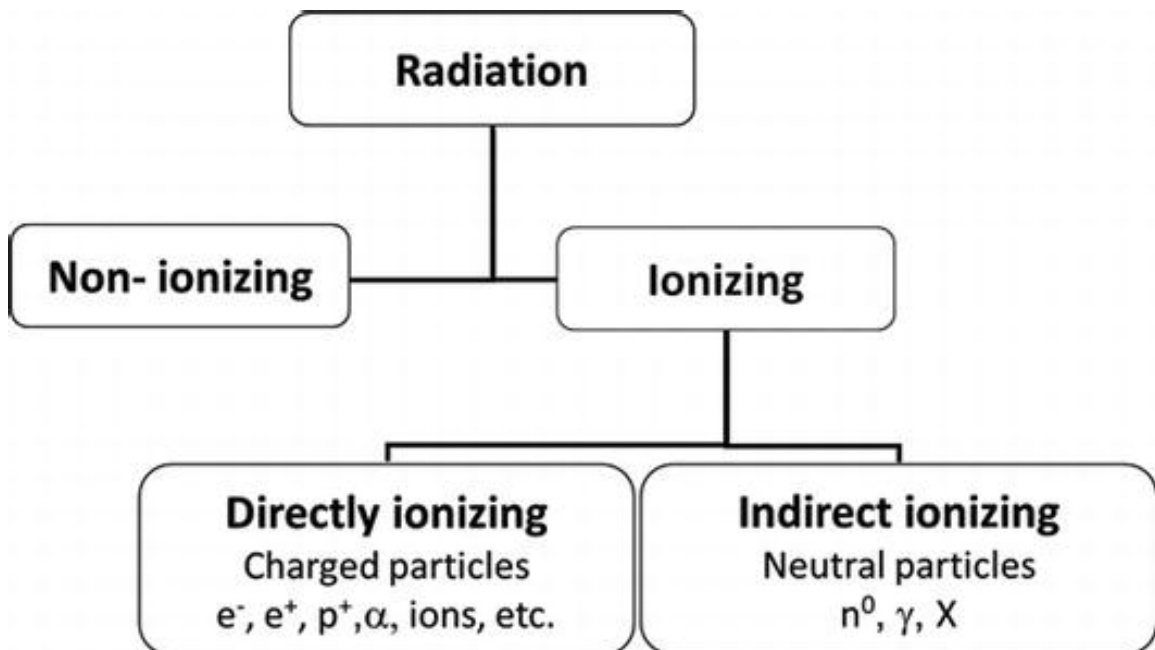 Radiation
Non- ionizing
Ionizing
Directly ionizing
Charged particles
e⁻, e⁺, p⁺,α, ions, etc.
Indirect ionizing
Neutral particles
n⁰, γ, X